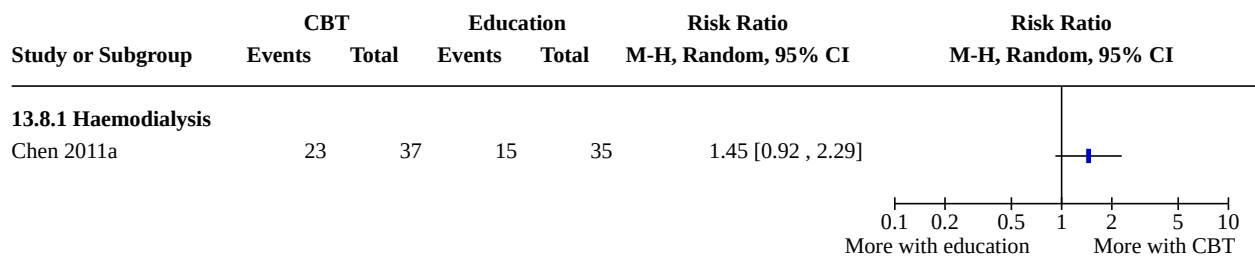 CBT Education Risk Ratio Risk Ratio
Study or Subgroup Events Total Events Total M-H, Random, 95% CI M-H, Random, 95% CI
13.8.1 Haemodialysis
Chen 2011a 23 37 15 35 1.45 [0.92 , 2.29]
0.1 0.2 0.5 1 2 5 10
More with education More with CBT